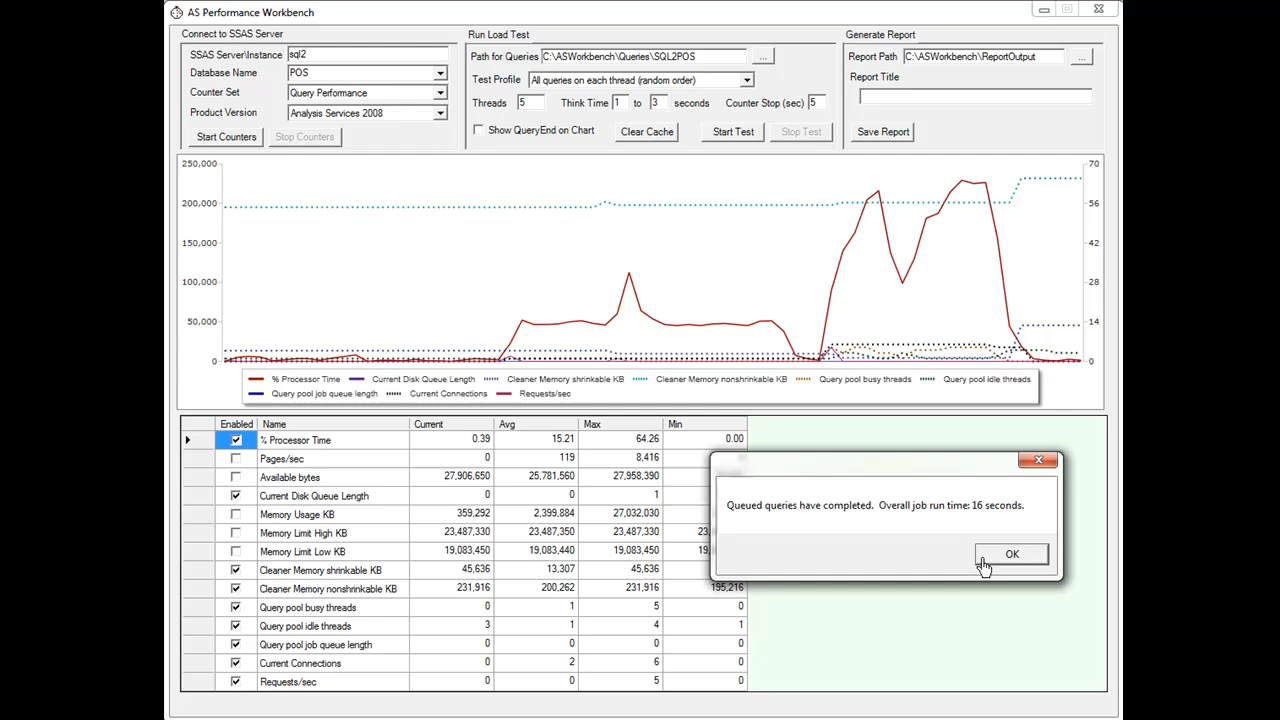 AS Performance Workbench
Connect to SSAS Server
SSAS Server\Instance sql2
Database Name POS
Counter Set Query Performance
Product Version Analysis Services 2008
Start Counters Stop Counters
Run Load Test
Path for Queries C:\ASWorkbench\Queries\SQL2POS ...
Test Profile All queries on each thread (random order)
Threads 5 Think Time 1 to 3 seconds Counter Stop (sec) 5
Show QueryEnd on Chart Clear Cache Start Test Stop Test
Generate Report
Report Path C:\ASWorkbench\ReportOutput ...
Report Title
Save Report
250,000 70
200,000 56
150,000 42
100,000 28
50,000 14
0 0
% Processor Time Current Disk Queue Length Cleaner Memory shrinkable KB Cleaner Memory nonshrinkable KB Query pool busy threads Query pool idle threads
Query pool job queue length Current Connections Requests/sec
Enabled Name Current Avg Max Min
% Processor Time 0.39 15.21 64.26 0.00
Pages/sec 0 119 8,416
Available bytes 27,906,650 25,781,560 27,958,390
Current Disk Queue Length 0 0 1
Memory Usage KB 359,292 2,399,884 27,032,030
Memory Limit High KB 23,487,330 23,487,350 23,487,330 23,
Memory Limit Low KB 19,083,450 19,083,440 19,083,450 19,
Cleaner Memory shrinkable KB 45,636 13,307 45,636
Cleaner Memory nonshrinkable KB 231,916 200,262 231,916 195,216
Query pool busy threads 0 1 5 0
Query pool idle threads 3 1 4 1
Query pool job queue length 0 0 0 0
Current Connections 0 2 6 0
Requests/sec 0 0 5 0
Queued queries have completed. Overall job run time: 16 seconds.
OK